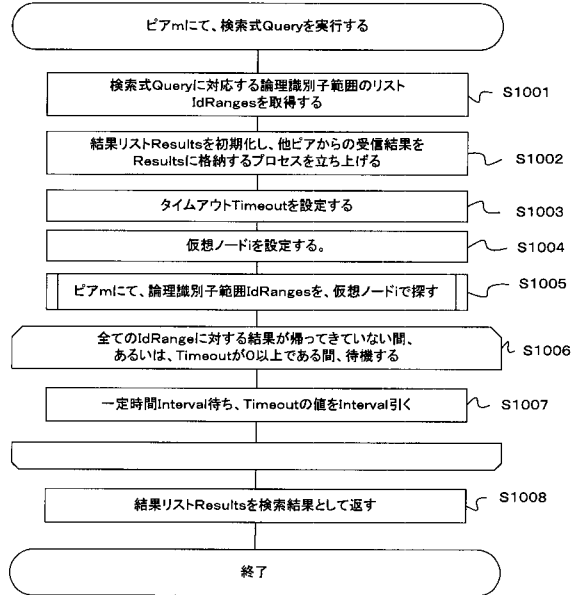 ピアmにて、検索式Queryを実行する
検索式Queryに対応する論理識別子範囲のリスト
IdRangesを取得する
S1001
結果リストResultsを初期化し、他ピアからの受信結果を
Resultsに格納するプロセスを立ち上げる
S1002
タイムアウトTimeoutを設定する
S1003
仮想ノードiを設定する。
S1004
ピアmにて、論理識別子範囲IdRangesを、仮想ノードiで探す
S1005
全てのIdRangeに対する結果が帰ってきていない間、
あるいは、Timeoutが0以上である間、待機する
S1006
一定時間Interval待ち、Timeoutの値をInterval引く
S1007
結果リストResultsを検索結果として返す
S1008
終了